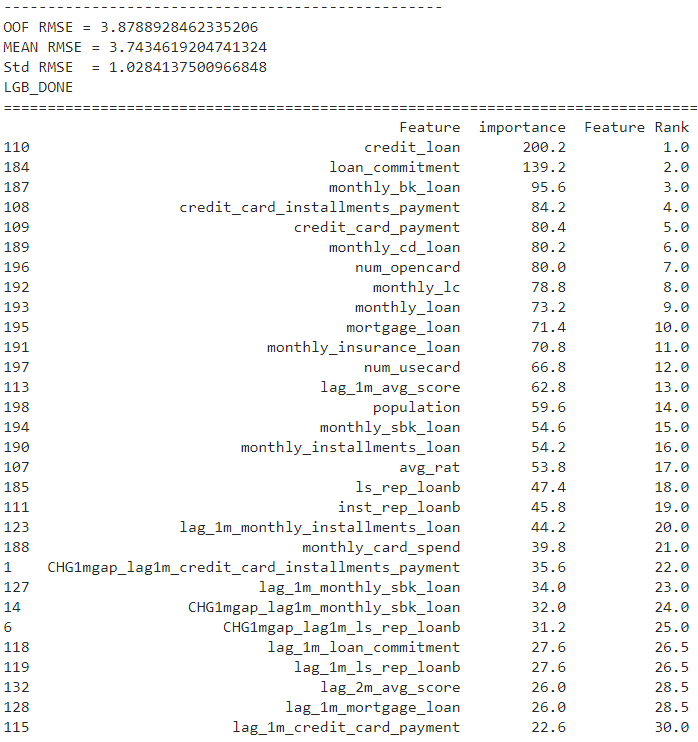 --------------------------------------------------
OOF RMSE = 3.8788928462335206
MEAN RMSE = 3.7434619204741324
Std RMSE  = 1.0284137500966848
LGB_DONE
===============================================================================
Feature  importance  Feature Rank
110 credit_loan 200.2 1.0
184 loan_commitment 139.2 2.0
187 monthly_bk_loan 95.6 3.0
108 credit_card_installments_payment 84.2 4.0
109 credit_card_payment 80.4 5.0
189 monthly_cd_loan 80.2 6.0
196 num_opencard 80.0 7.0
192 monthly_lc 78.8 8.0
193 monthly_loan 73.2 9.0
195 mortgage_loan 71.4 10.0
191 monthly_insurance_loan 70.8 11.0
197 num_usecard 66.8 12.0
113 lag_1m_avg_score 62.8 13.0
198 population 59.6 14.0
194 monthly_sbk_loan 54.6 15.0
190 monthly_installments_loan 54.2 16.0
107 avg_rat 53.8 17.0
185 ls_rep_loanb 47.4 18.0
111 inst_rep_loanb 45.8 19.0
123 lag_1m_monthly_installments_loan 44.2 20.0
188 monthly_card_spend 39.8 21.0
1 CHG1mgap_lag1m_credit_card_installments_payment 35.6 22.0
127 lag_1m_monthly_sbk_loan 34.0 23.0
14 CHG1mgap_lag1m_monthly_sbk_loan 32.0 24.0
6 CHG1mgap_lag1m_ls_rep_loanb 31.2 25.0
118 lag_1m_loan_commitment 27.6 26.5
119 lag_1m_ls_rep_loanb 27.6 26.5
132 lag_2m_avg_score 26.0 28.5
128 lag_1m_mortgage_loan 26.0 28.5
115 lag_1m_credit_card_payment 22.6 30.0